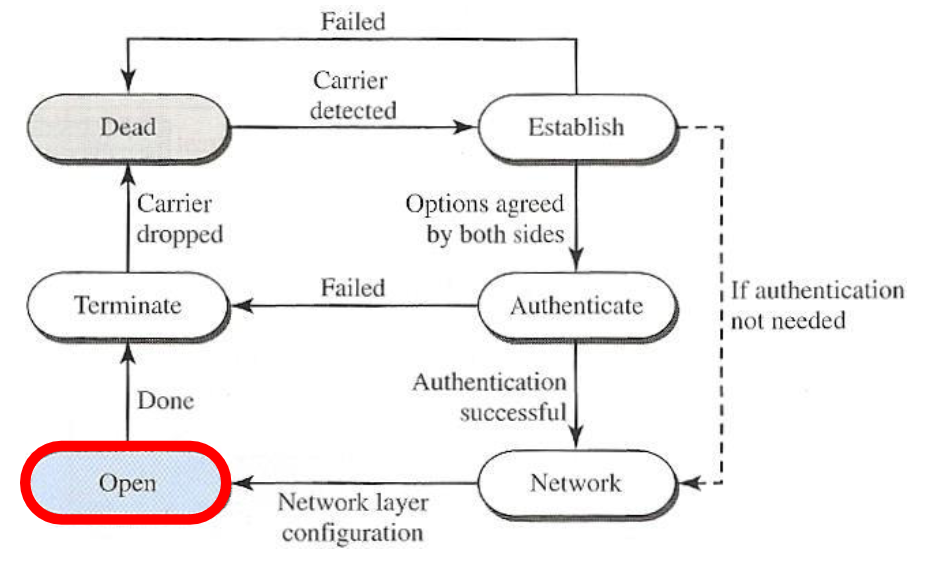 Failed
Carrier
detected
Dead
Establish
Carrier
dropped
Options agreed
by both sides
If authentication
not needed
Terminate
Failed
Authenticate
Done
Authentication
successful
Open
Network
Network layer
configuration